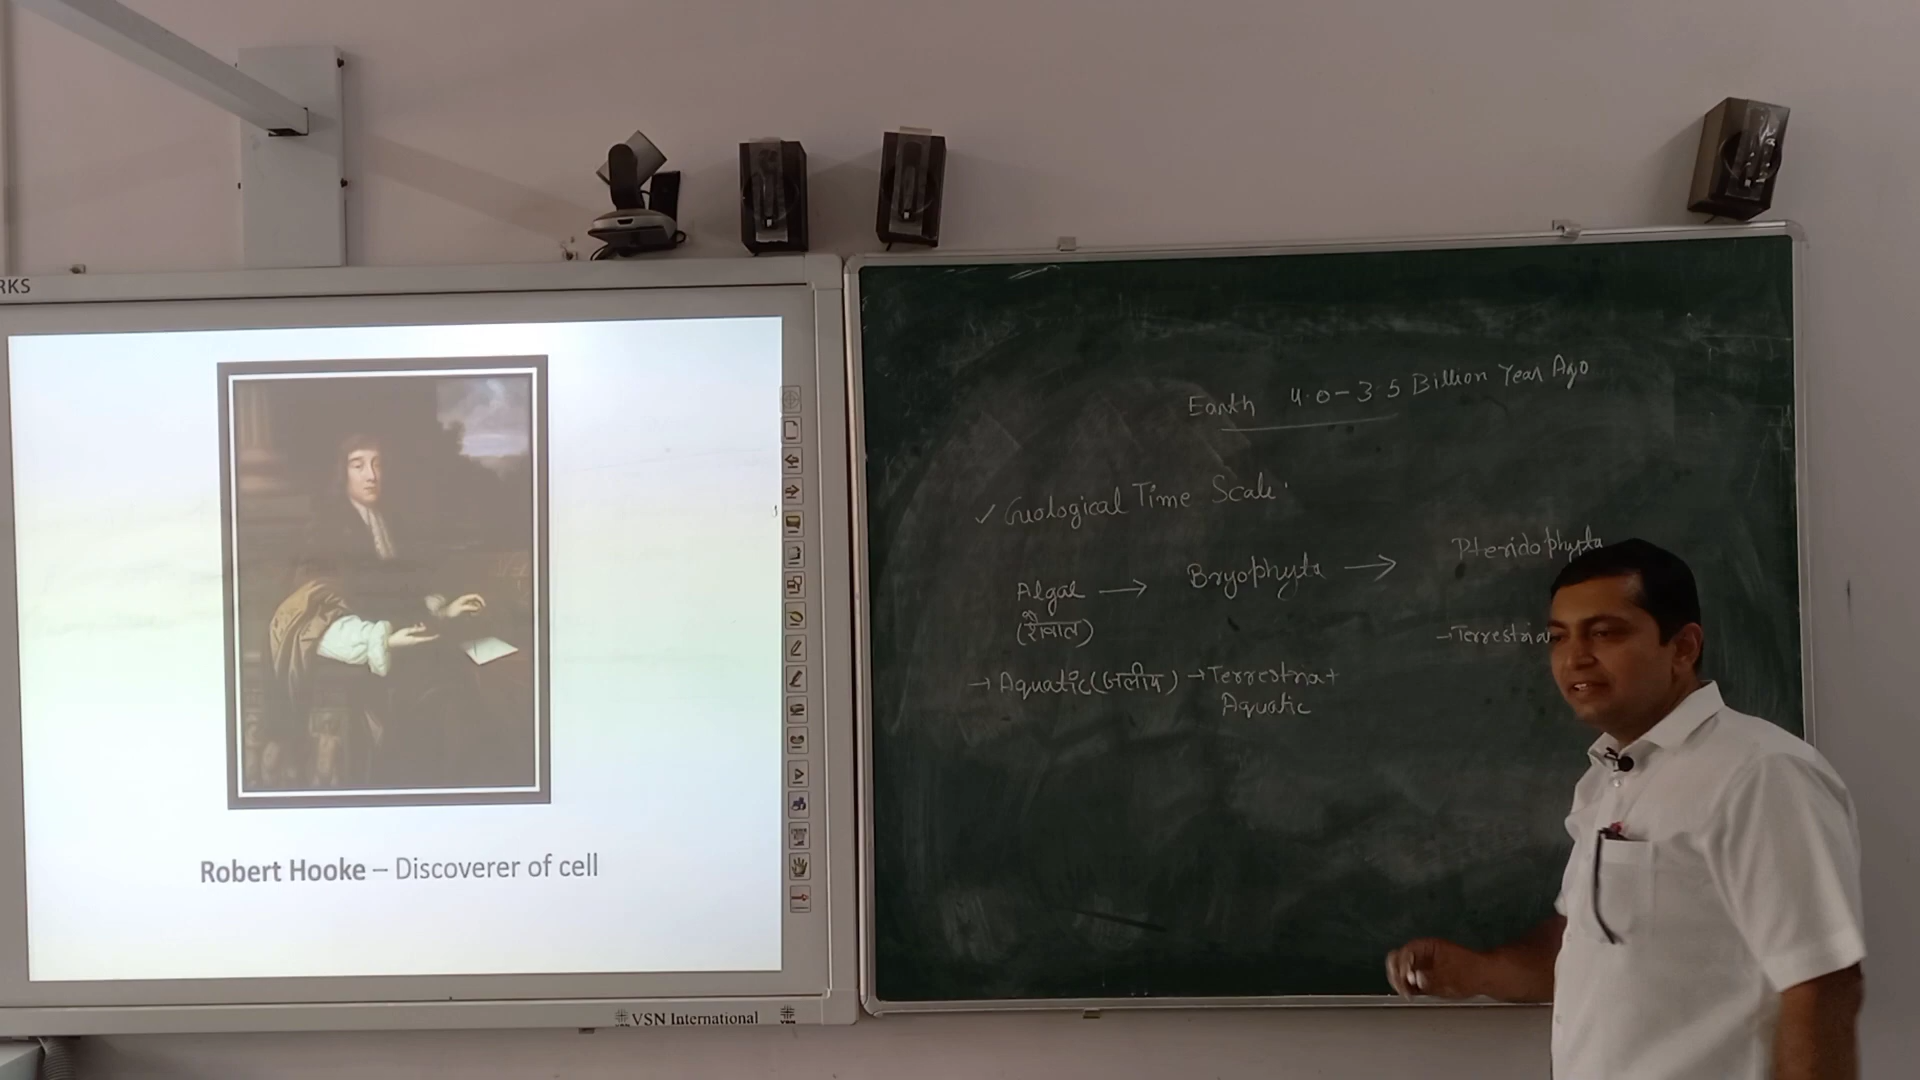 RKS
Robert Hooke – Discoverer of cell
VSN International
Earth 4.0-3.5 Billion Year Ago
✓ Geological Time Scale.
Algae → Bryophyta → Pteridophyta
(शैवाल)
→ Aquatic (जलीय) → Terrestrial + → Terrestria
Aquatic